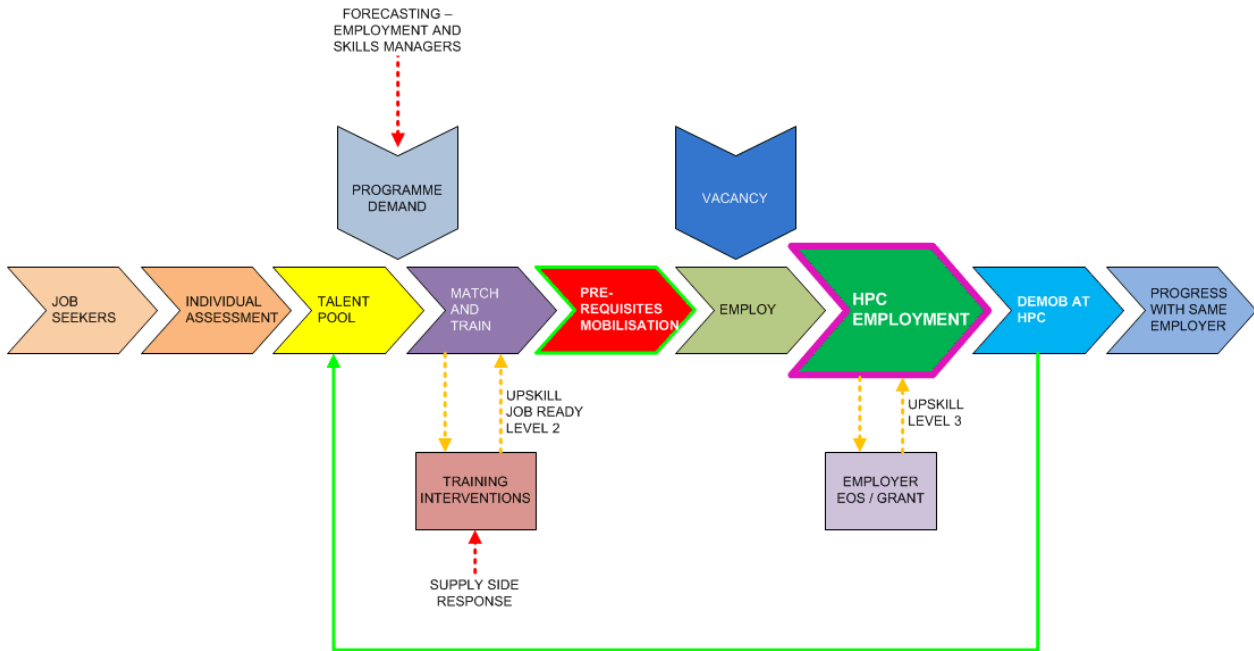 FORECASTING –
EMPLOYMENT AND
SKILLS MANAGERS
PROGRAMME
DEMAND
VACANCY
JOB
SEEKERS
INDIVIDUAL
ASSESSMENT
TALENT
POOL
MATCH
AND
TRAIN
PRE-
REQUISITES
MOBILISATION
EMPLOY
HPC
EMPLOYMENT
DEMOB AT
HPC
PROGRESS
WITH SAME
EMPLOYER
UPSKILL
JOB READY
LEVEL 2
UPSKILL
LEVEL 3
TRAINING
INTERVENTIONS
EMPLOYER
EOS / GRANT
SUPPLY SIDE
RESPONSE